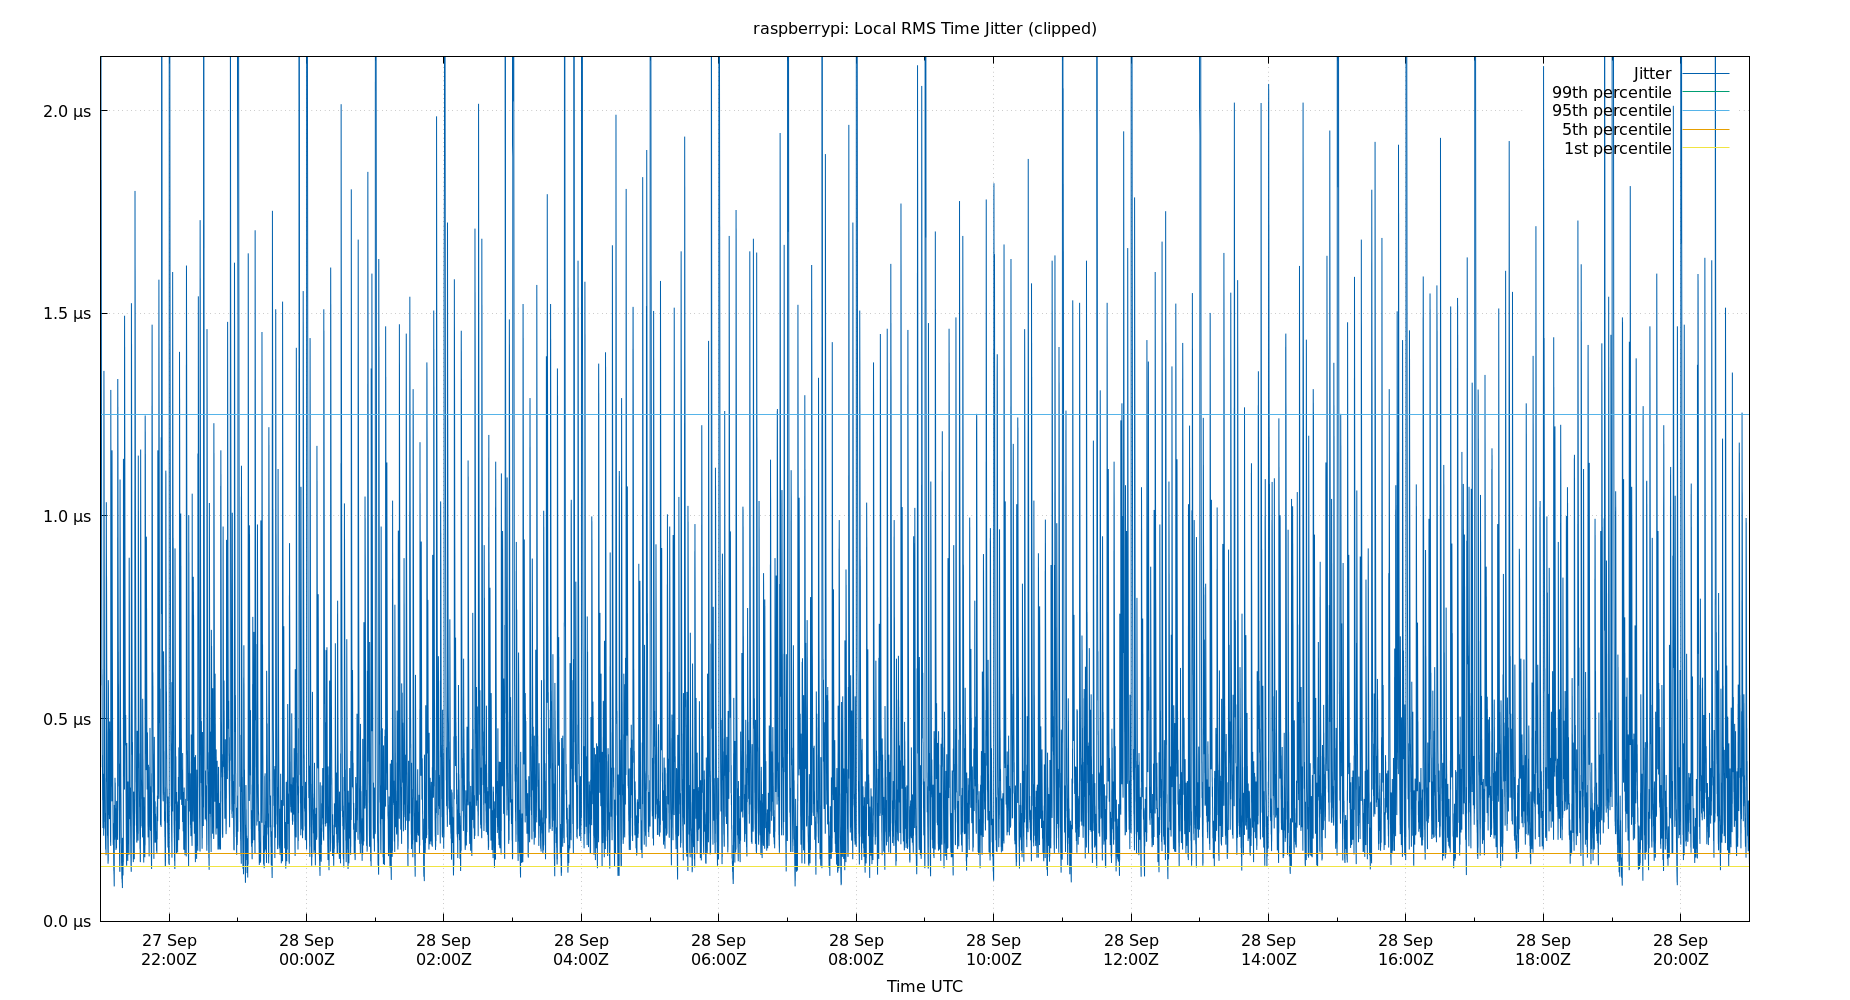 raspberrypi: Local RMS Time Jitter (clipped)
Jitter
99th percentile
95th percentile
5th percentile
1st percentile
2.0 µs
1.5 µs
1.0 µs
0.5 µs
0.0 µs
27 Sep 28 Sep 28 Sep 28 Sep 28 Sep 28 Sep 28 Sep 28 Sep 28 Sep 28 Sep 28 Sep 28 Sep
22:00Z 00:00Z 02:00Z 04:00Z 06:00Z 08:00Z 10:00Z 12:00Z 14:00Z 16:00Z 18:00Z 20:00Z
Time UTC